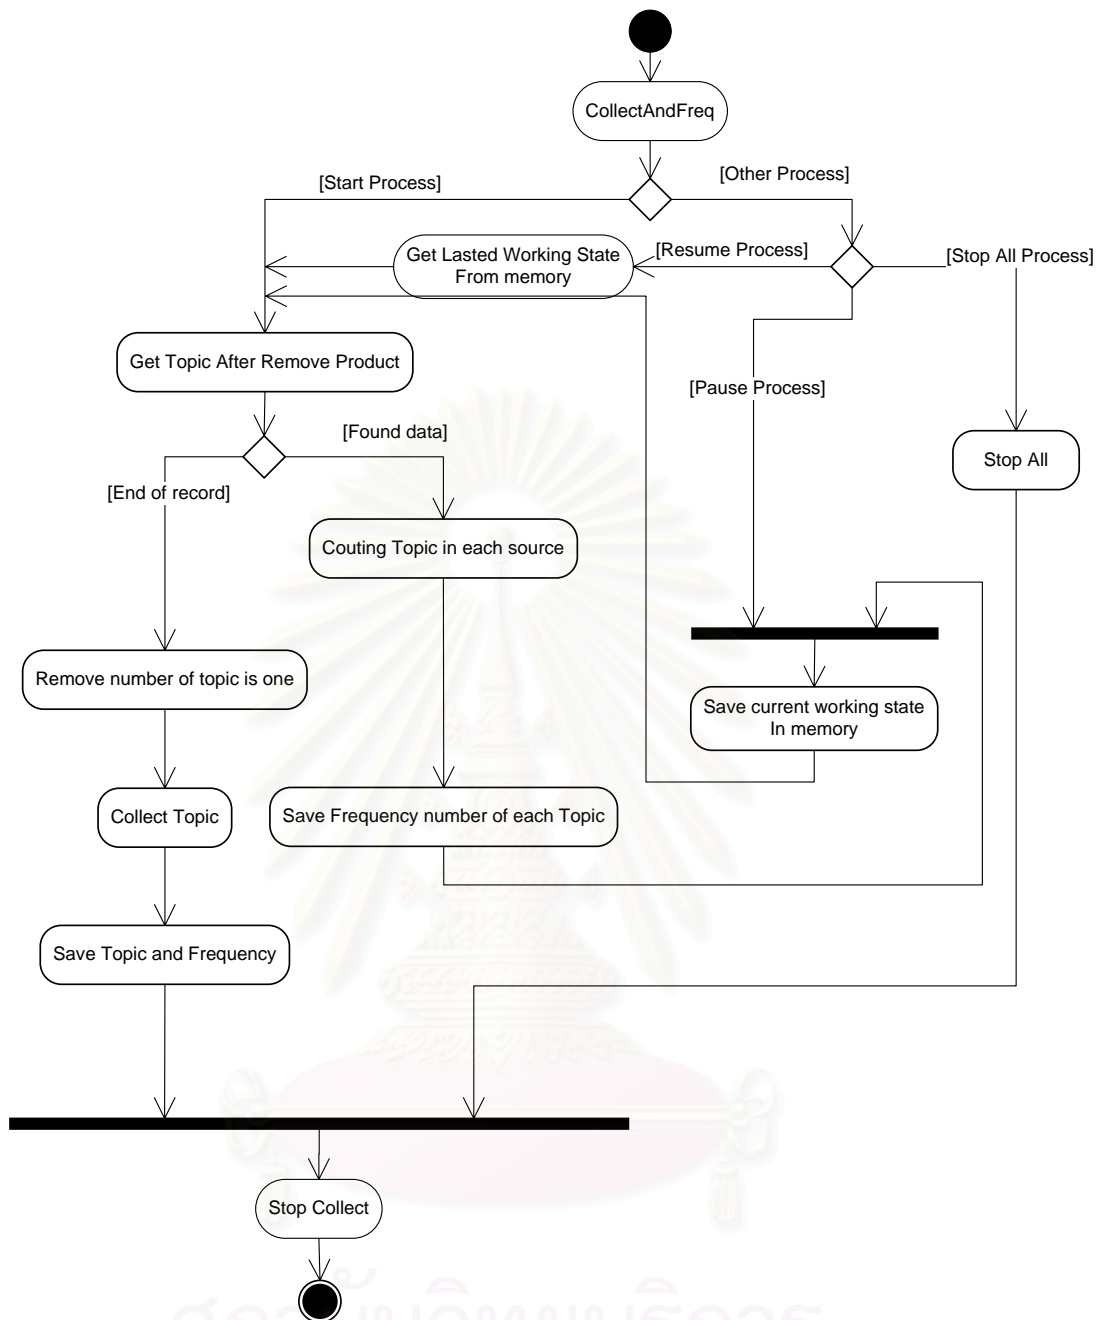 CollectAndFreq
[Start Process]
[Other Process]
Get Lasted Working State
From memory
[Resume Process]
[Stop All Process]
Get Topic After Remove Product
[Pause Process]
[Found data]
Stop All
[End of record]
Couting Topic in each source
Remove number of topic is one
Save current working state
In memory
Collect Topic
Save Frequency number of each Topic
Save Topic and Frequency
Stop Collect